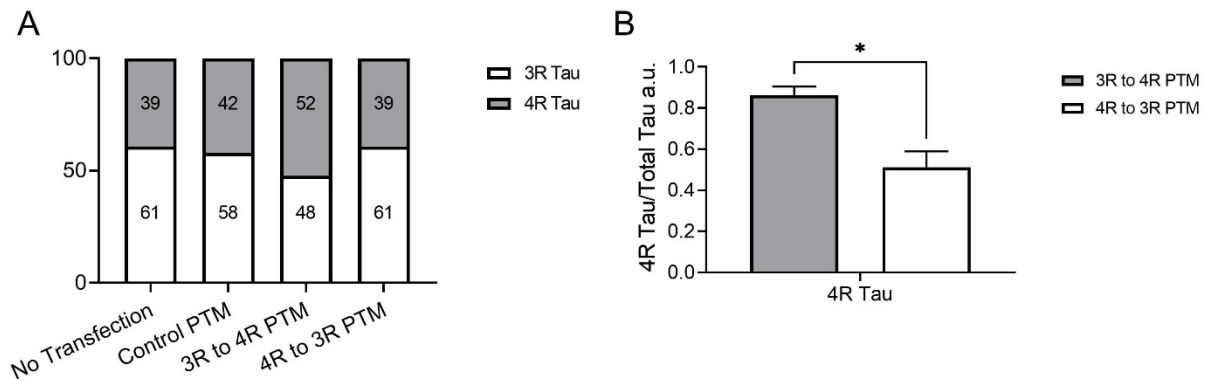 A
100
50
0
39
42
52
39
61
58
48
61
No Transfection
Control PTM
3R to 4R PTM
4R to 3R PTM
3R Tau
4R Tau
B
4R Tau/Total Tau a.u.
1.0
0.8
0.6
0.4
0.2
0.0
*
4R Tau
3R to 4R PTM
4R to 3R PTM